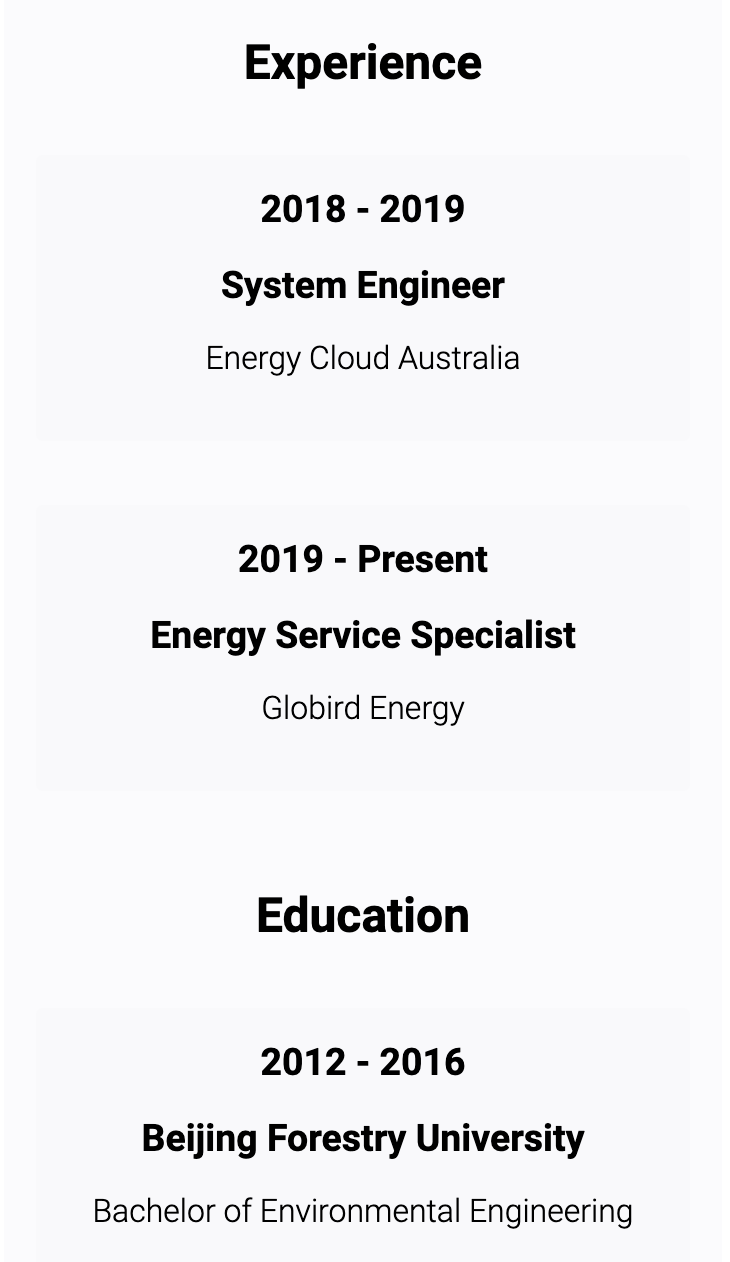 Experience
2018 - 2019
System Engineer
Energy Cloud Australia
2019 - Present
Energy Service Specialist
Globird Energy
Education
2012 - 2016
Beijing Forestry University
Bachelor of Environmental Engineering